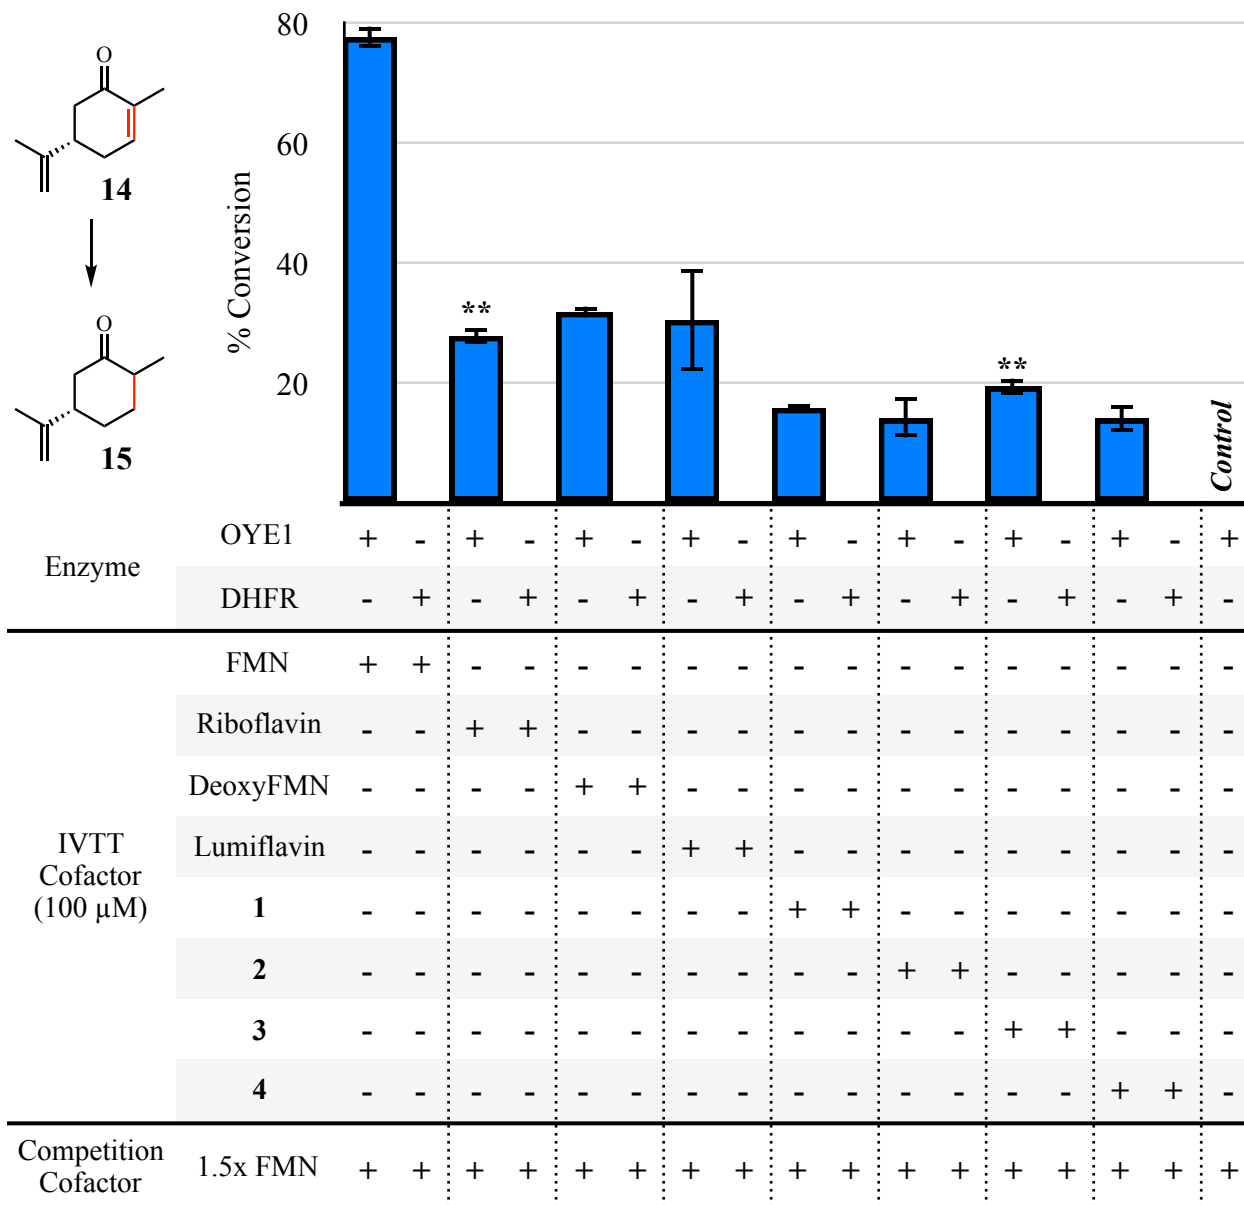 80
60
40
20
% Conversion
O
14
O
15
**
**
Control
Enzyme
OYE1 + - + - + - + - + - + - + - + - +
DHFR - + - + - + - + - + - + - + - + -
IVTT
Cofactor
(100 µM)
FMN + + - - - - - - - - - - - - - - -
Riboflavin - - + + - - - - - - - - - - - - -
DeoxyFMN - - - - + + - - - - - - - - - - -
Lumiflavin - - - - - - + + - - - - - - - - -
1 - - - - - - - - + + - - - - - - -
2 - - - - - - - - - - + + - - - - -
3 - - - - - - - - - - - - + + - - -
4 - - - - - - - - - - - - - - + + -
Competition
Cofactor
1.5x FMN + + + + + + + + + + + + + + + + +